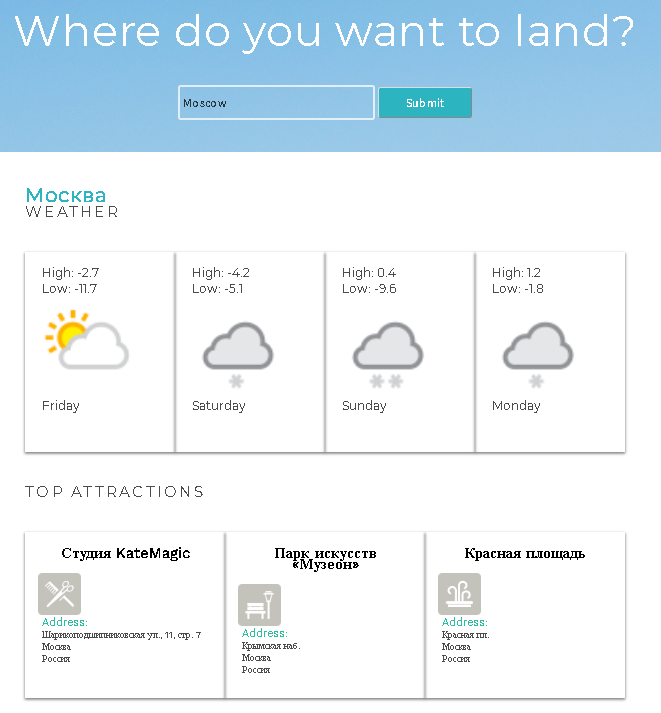 Where do you want to land?
Moscow
Submit
Москва
WEATHER
High: -2.7
Low: -11.7
Friday
High: -4.2
Low: -5.1
Saturday
High: 0.4
Low: -9.6
Sunday
High: 1.2
Low: -1.8
Monday
TOP ATTRACTIONS
Студия KateMagic
Address:
Шарикоподшипниковская ул., 11, стр. 7
Москва
Россия
Парк искусств
«Музеон»
Address:
Крымская наб.
Москва
Россия
Красная площадь
Address:
Красная пл.
Москва
Россия